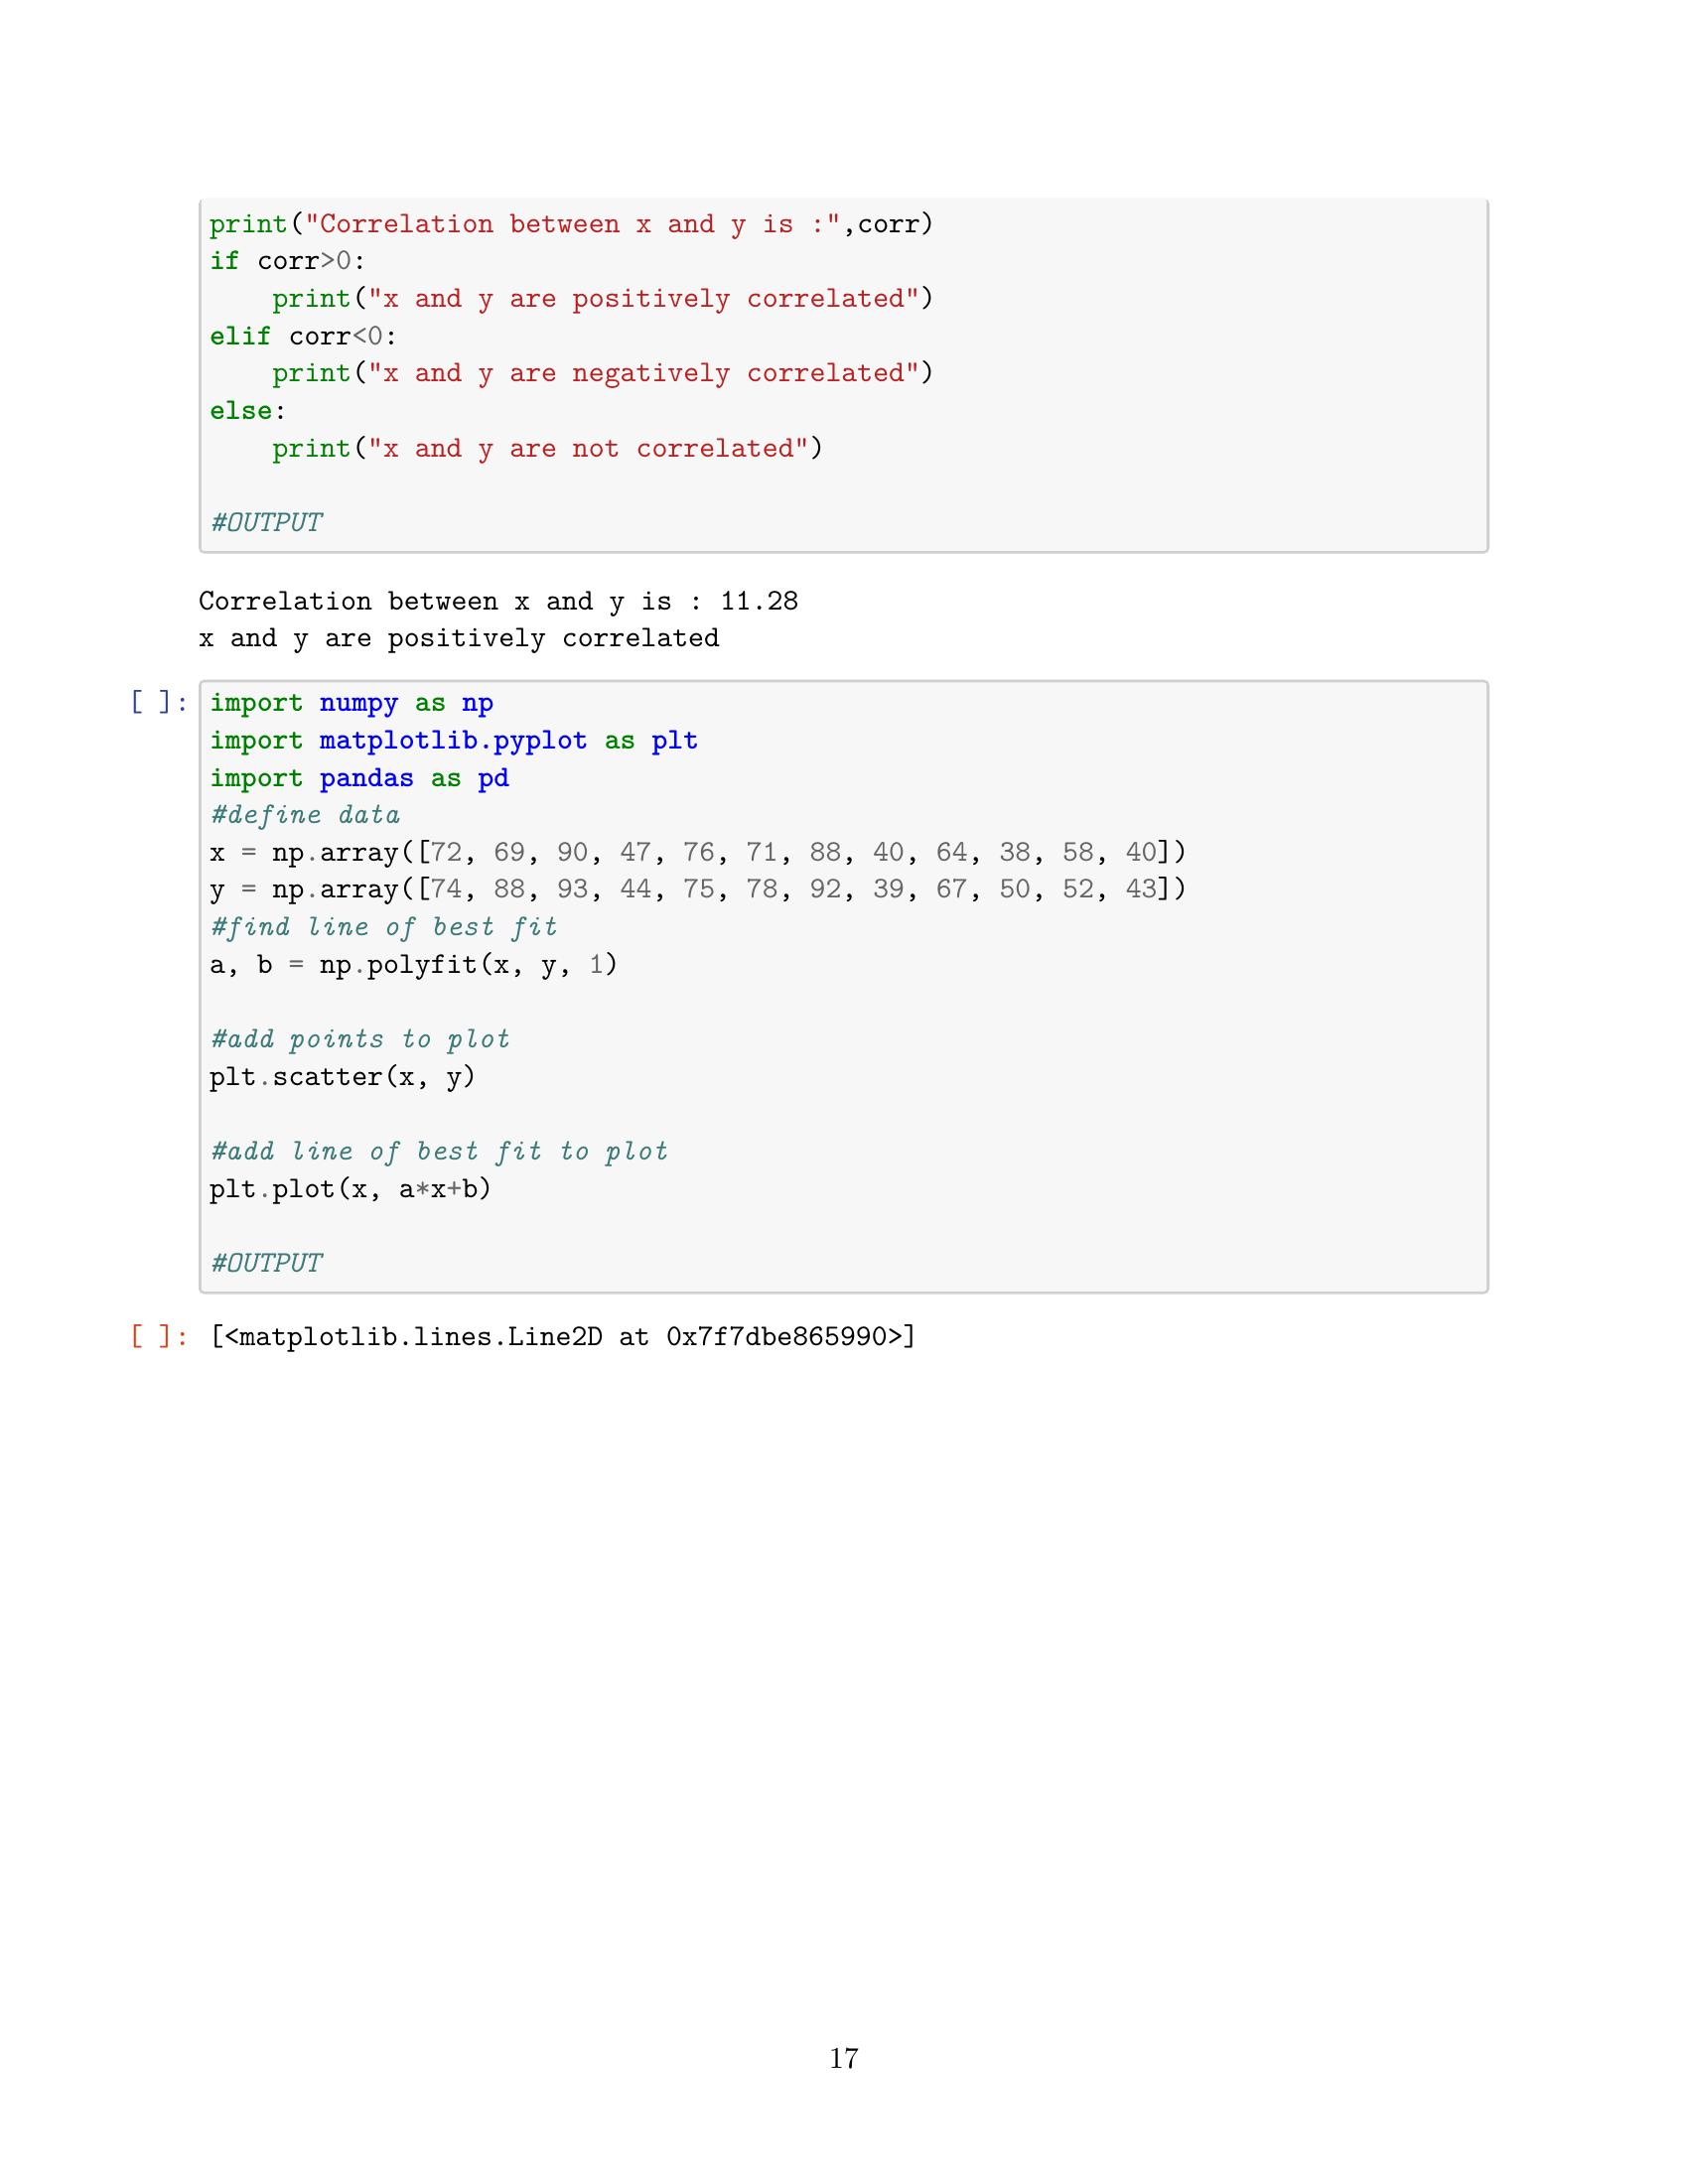 print("Correlation between x and y is :",corr)
if corr>0:
    print("x and y are positively correlated")
elif corr<0:
    print("x and y are negatively correlated")
else:
    print("x and y are not correlated")

#OUTPUT
Correlation between x and y is : 11.28
x and y are positively correlated
[ ]: import numpy as np
import matplotlib.pyplot as plt
import pandas as pd
#define data
x = np.array([72, 69, 90, 47, 76, 71, 88, 40, 64, 38, 58, 40])
y = np.array([74, 88, 93, 44, 75, 78, 92, 39, 67, 50, 52, 43])
#find line of best fit
a, b = np.polyfit(x, y, 1)

#add points to plot
plt.scatter(x, y)

#add line of best fit to plot
plt.plot(x, a*x+b)

#OUTPUT
[ ]: [<matplotlib.lines.Line2D at 0x7f7dbe865990>]
17